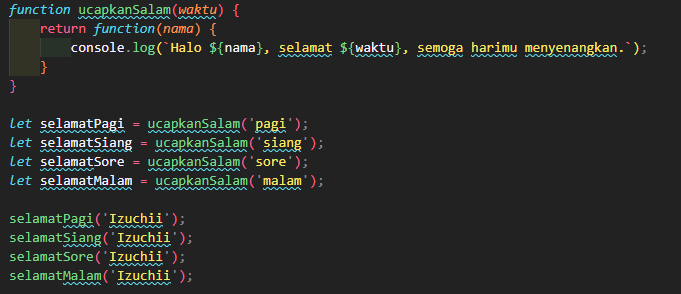 function ucapkanSalam(waktu) {
    return function(nama) {
        console.log(`Halo ${nama}, selamat ${waktu}, semoga harimu menyenangkan.`);
    }
}

let selamatPagi = ucapkanSalam('pagi');
let selamatSiang = ucapkanSalam('siang');
let selamatSore = ucapkanSalam('sore');
let selamatMalam = ucapkanSalam('malam');

selamatPagi('Izuchii');
selamatSiang('Izuchii');
selamatSore('Izuchii');
selamatMalam('Izuchii');